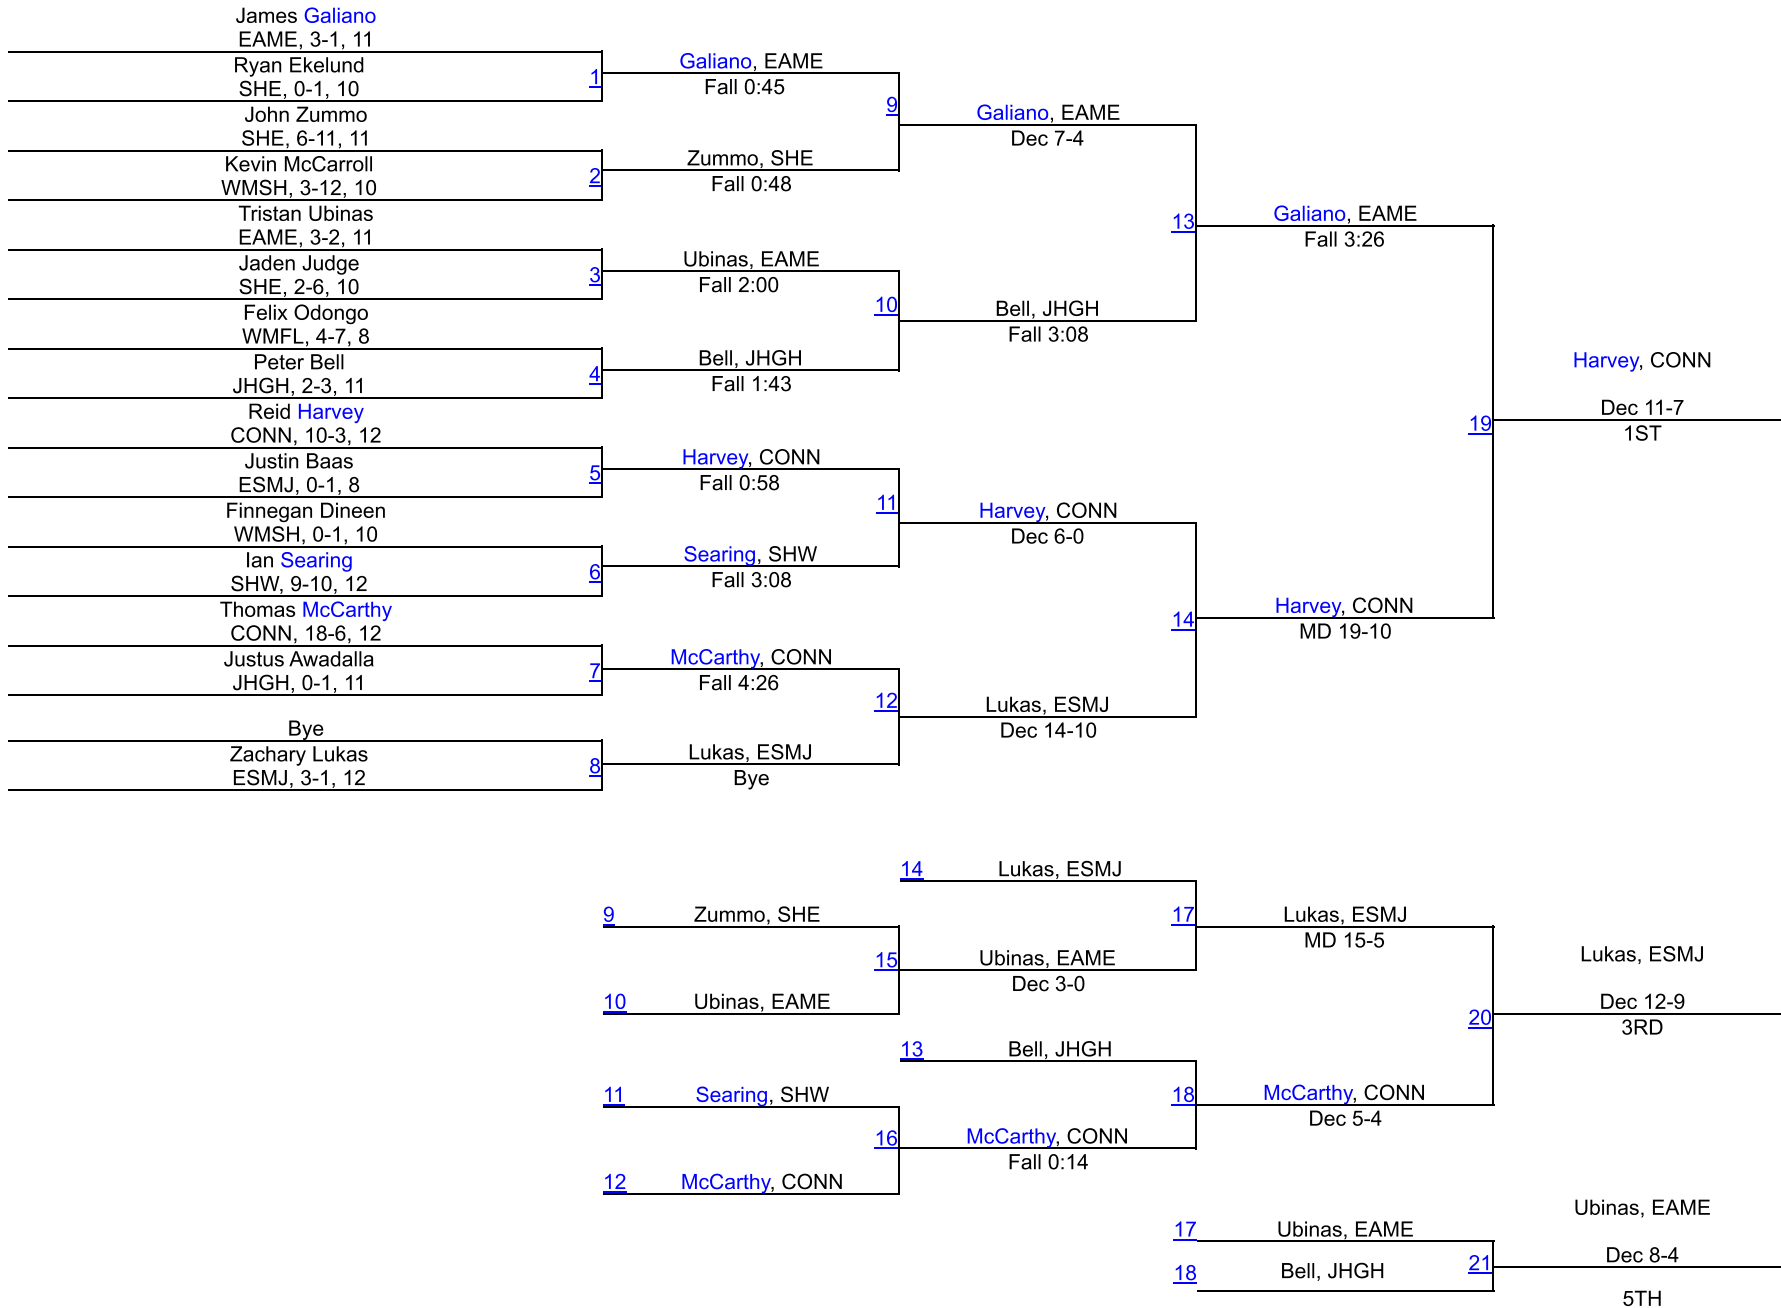 James Galiano
EAME, 3-1, 11
Ryan Ekelund
SHE, 0-1, 10
John Zummo
SHE, 6-11, 11
Kevin McCarroll
WMSH, 3-12, 10
Tristan Ubinas
EAME, 3-2, 11
Jaden Judge
SHE, 2-6, 10
Felix Odongo
WMFL, 4-7, 8
Peter Bell
JHGH, 2-3, 11
Reid Harvey
CONN, 10-3, 12
Justin Baas
ESMJ, 0-1, 8
Finnegan Dineen
WMSH, 0-1, 10
Ian Searing
SHW, 9-10, 12
Thomas McCarthy
CONN, 18-6, 12
Justus Awadalla
JHGH, 0-1, 11
Bye
Zachary Lukas
ESMJ, 3-1, 12
1
Galiano, EAME
Fall 0:45
2
Zummo, SHE
Fall 0:48
3
Ubinas, EAME
Fall 2:00
4
Bell, JHGH
Fall 1:43
5
Harvey, CONN
Fall 0:58
6
Searing, SHW
Fall 3:08
7
McCarthy, CONN
Fall 4:26
8
Lukas, ESMJ
Bye
9
Galiano, EAME
Dec 7-4
10
Bell, JHGH
Fall 3:08
11
Harvey, CONN
Dec 6-0
12
Lukas, ESMJ
Dec 14-10
13
Galiano, EAME
Fall 3:26
14
Harvey, CONN
MD 19-10
19
Harvey, CONN
Dec 11-7
1ST
14
Lukas, ESMJ
9
Zummo, SHE
15
Ubinas, EAME
Dec 3-0
10
Ubinas, EAME
17
Lukas, ESMJ
MD 15-5
13
Bell, JHGH
11
Searing, SHW
16
McCarthy, CONN
Fall 0:14
12
McCarthy, CONN
18
McCarthy, CONN
Dec 5-4
20
Lukas, ESMJ
Dec 12-9
3RD
17
Ubinas, EAME
18
Bell, JHGH
21
Ubinas, EAME
Dec 8-4
5TH